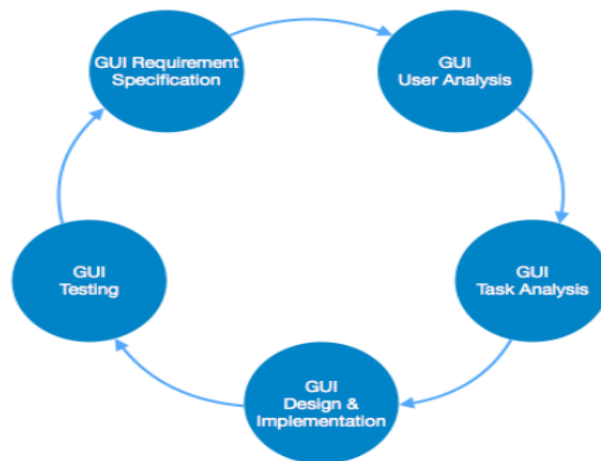 GUI Requirement
Specification
GUI
User Analysis
GUI
Task Analysis
GUI
Design &
Implementation
GUI
Testing